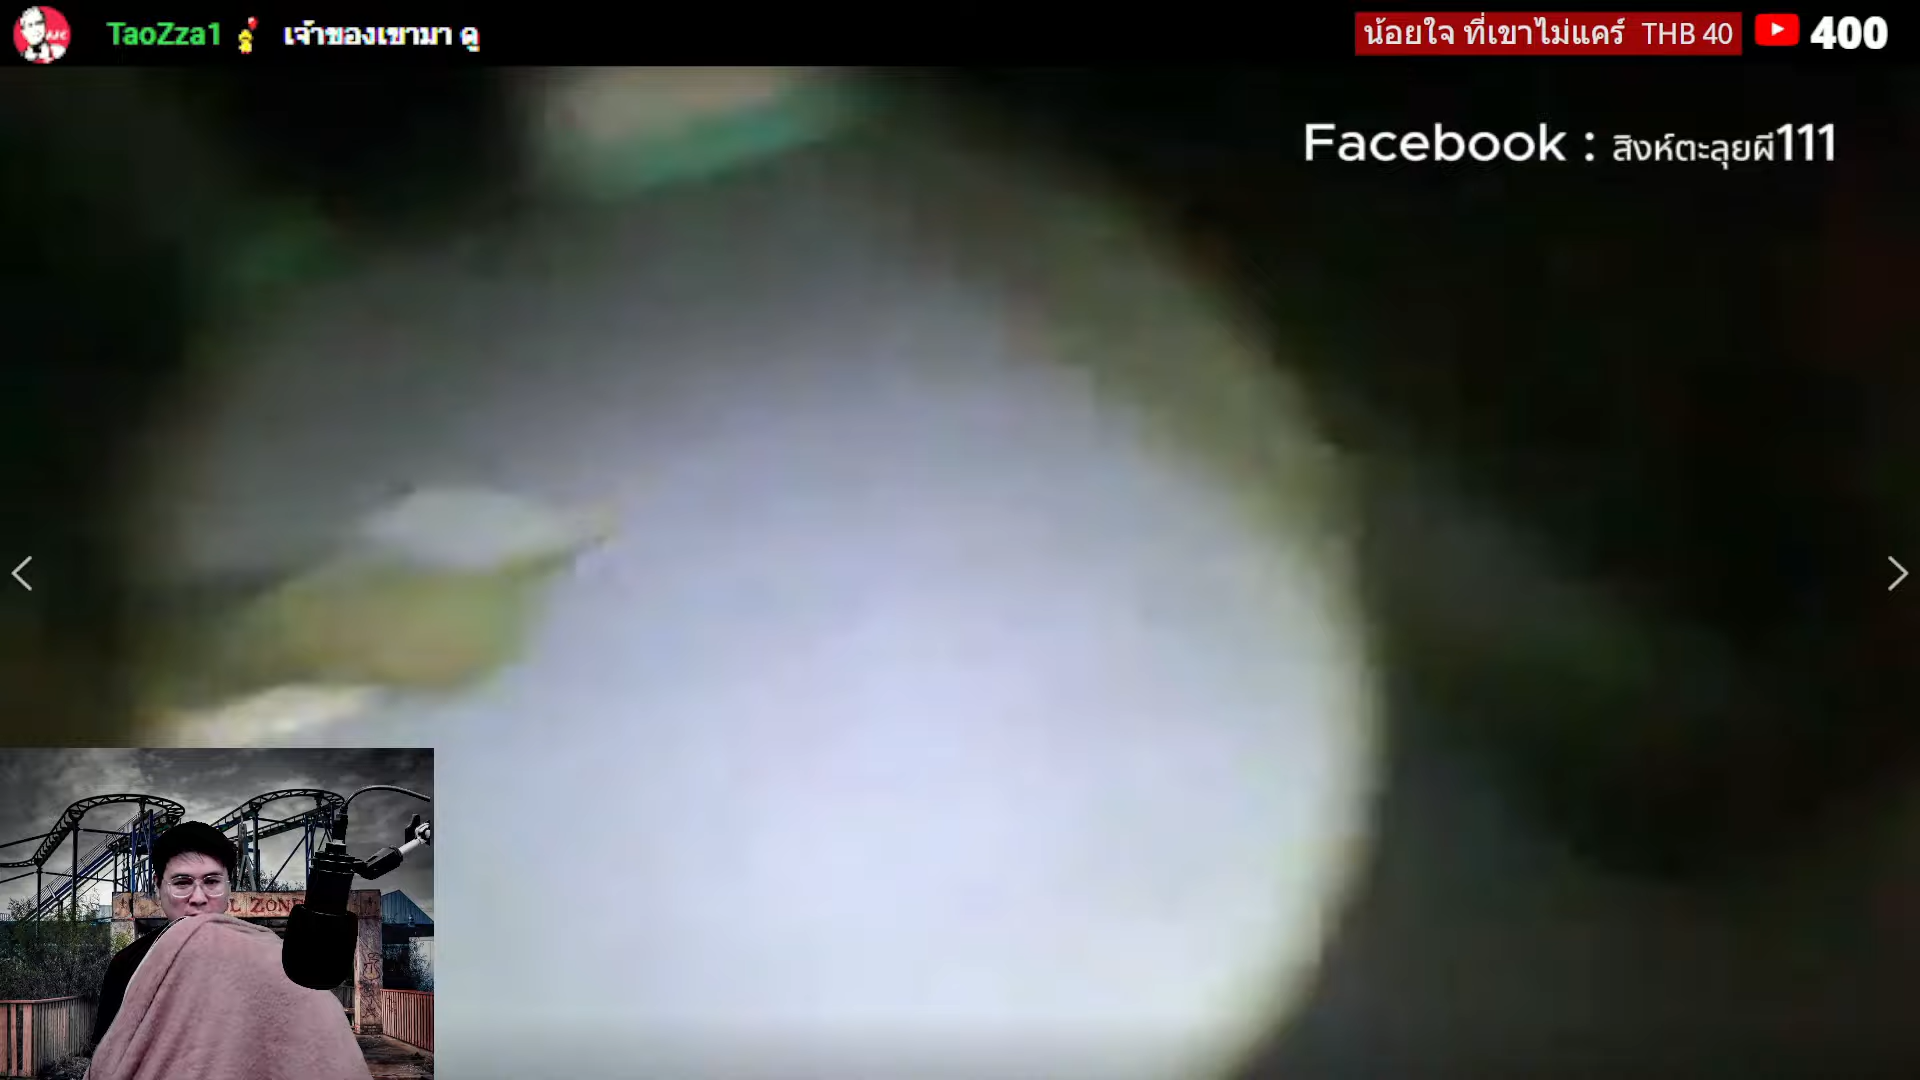 TaoZza1 เจ้าของเขามา ดู
น้อยใจ ที่เขาไม่แคร์ THB 40
400
Facebook : สิงห์ตะลุยผี111
L ZONE